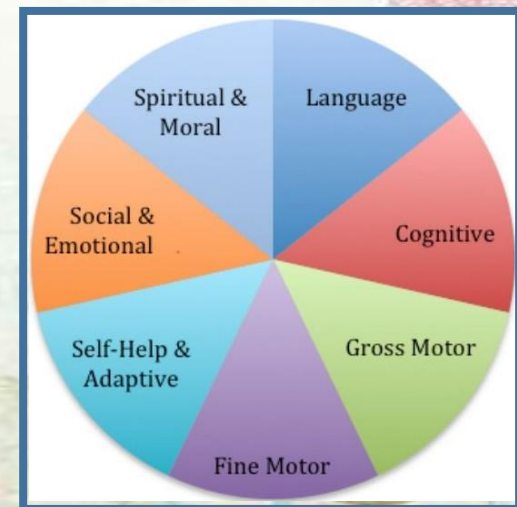 Spiritual &
Moral
Language
Social &
Emotional
Cognitive
Self-Help &
Adaptive
Gross Motor
Fine Motor